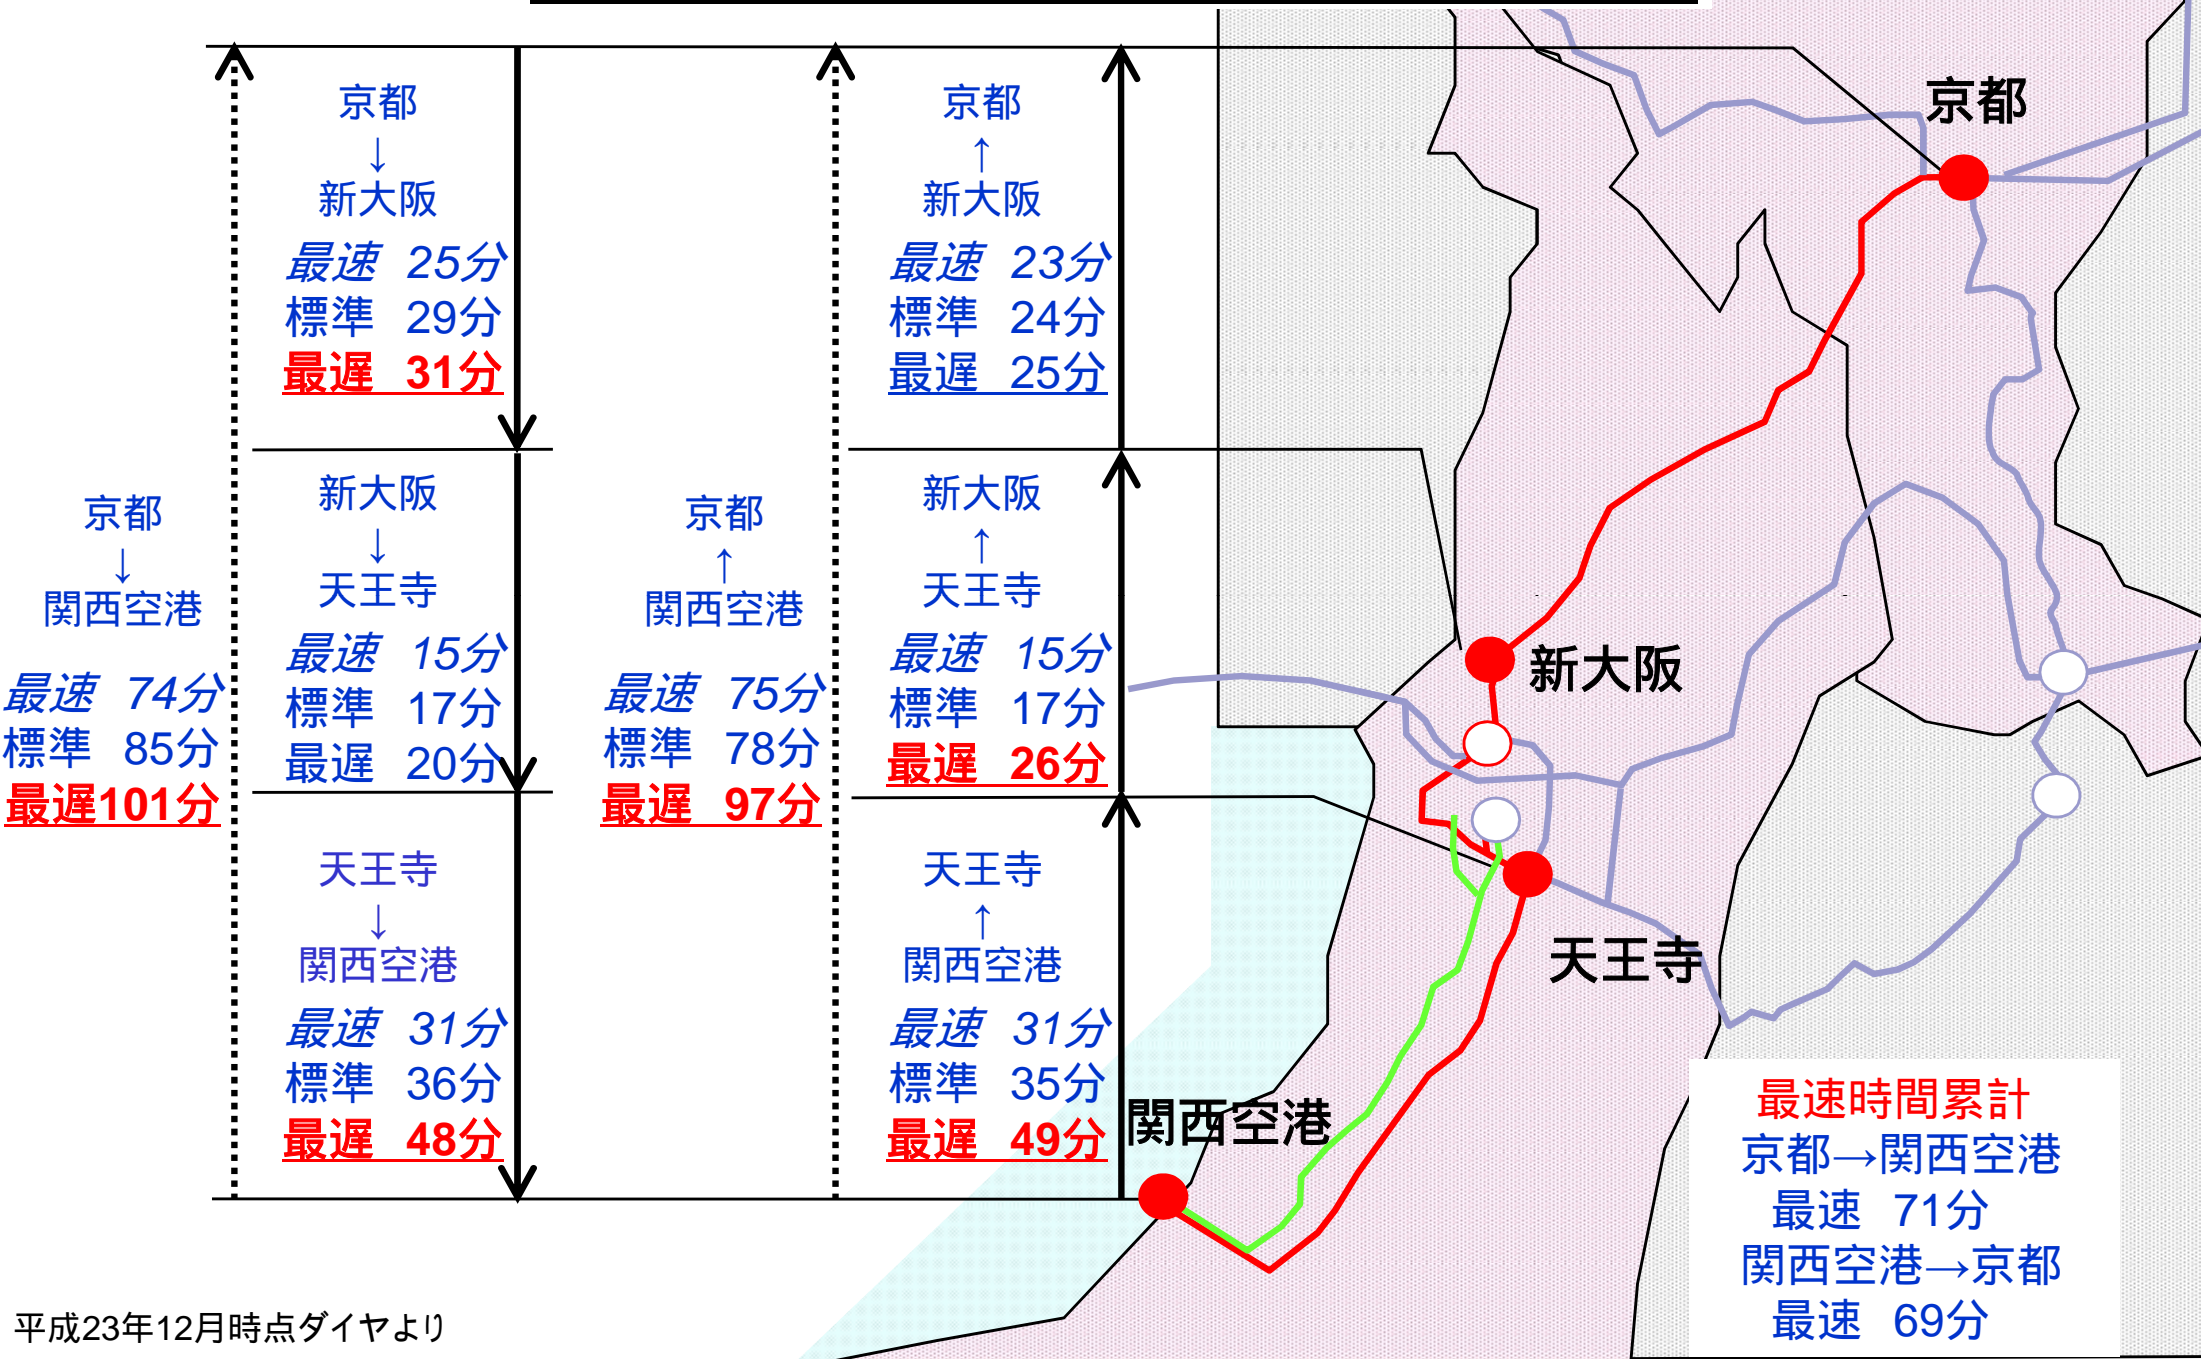 京都
↓
関西空港
最速 74分
標準 85分
最遅101分
京都
↓
新大阪
最速 25分
標準 29分
最遅 31分
新大阪
↓
天王寺
最速 15分
標準 17分
最遅 20分
天王寺
↓
関西空港
最速 31分
標準 36分
最遅 48分
京都
↑
関西空港
最速 75分
標準 78分
最遅 97分
京都
↑
新大阪
最速 23分
標準 24分
最遅 25分
新大阪
↑
天王寺
最速 15分
標準 17分
最遅 26分
天王寺
↑
関西空港
最速 31分
標準 35分
最遅 49分
京都
新大阪
天王寺
関西空港
最速時間累計
京都→関西空港
最速 71分
関西空港→京都
最速 69分
平成23年12月時点ダイヤより